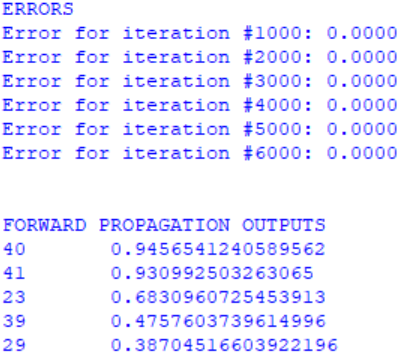 ERRORS
Error for iteration #1000: 0.0000
Error for iteration #2000: 0.0000
Error for iteration #3000: 0.0000
Error for iteration #4000: 0.0000
Error for iteration #5000: 0.0000
Error for iteration #6000: 0.0000
FORWARD PROPAGATION OUTPUTS
40 0.9456541240589562
41 0.930992503263065
23 0.6830960725453913
39 0.4757603739614996
29 0.38704516603922196